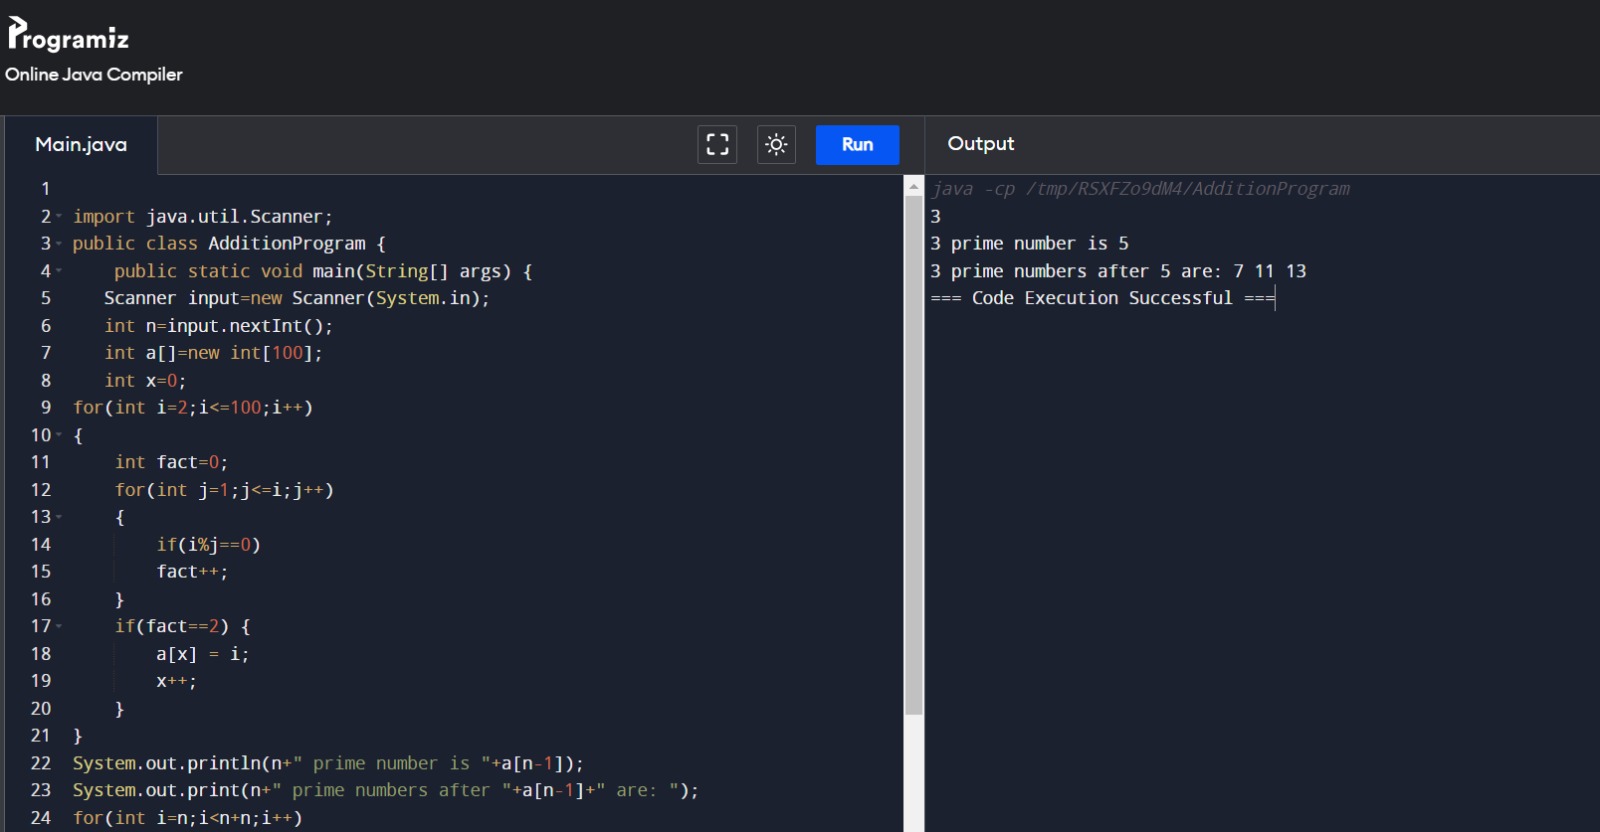 Programiz
Online Java Compiler
Main.java
Run
Output
1
2 import java.util.Scanner;
3 public class AdditionProgram {
4 public static void main(String[] args) {
5 Scanner input=new Scanner(System.in);
6 int n=input.nextInt();
7 int a[]=new int[100];
8 int x=0;
9 for(int i=2;i<=100;i++)
10 {
11 int fact=0;
12 for(int j=1;j<=i;j++)
13 {
14 if(i%j==0)
15 fact++;
16 }
17 if(fact==2) {
18 a[x] = i;
19 x++;
20 }
21 }
22 System.out.println(n+" prime number is "+a[n-1]);
23 System.out.print(n+" prime numbers after "+a[n-1]+" are: ");
24 for(int i=n;i<n+n;i++)
java -cp /tmp/RSXFZo9dM4/AdditionProgram
3
3 prime number is 5
3 prime numbers after 5 are: 7 11 13
=== Code Execution Successful ===